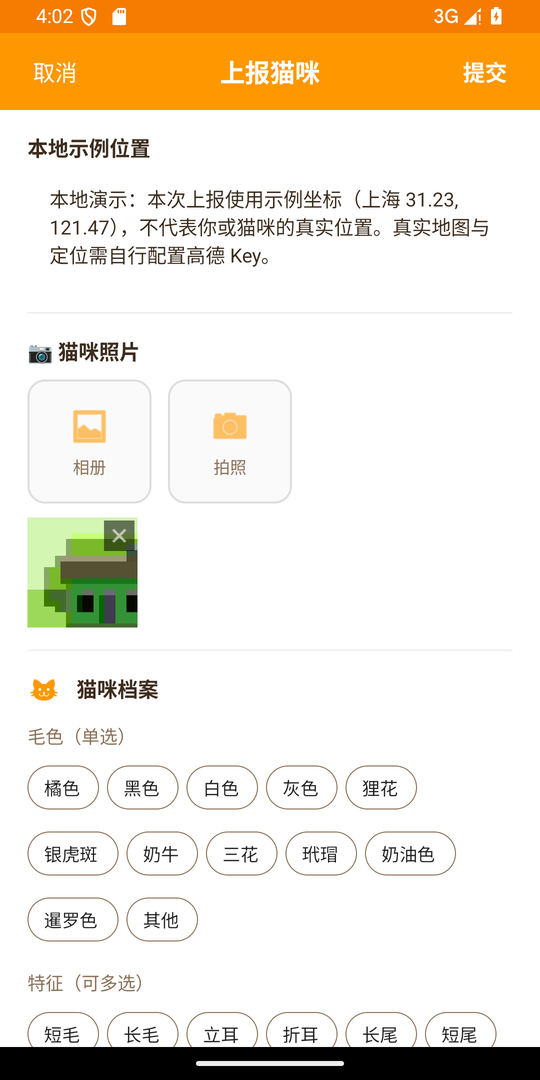 4:02
3G
取消
上报猫咪
提交
本地示例位置
本地演示：本次上报使用示例坐标（上海 31.23,
121.47），不代表你或猫咪的真实位置。真实地图与
定位需自行配置高德 Key。
猫咪照片
相册
拍照
猫咪档案
毛色（单选）
橘色
黑色
白色
灰色
狸花
银虎斑
奶牛
三花
玳瑁
奶油色
暹罗色
其他
特征（可多选）
短毛
长毛
立耳
折耳
长尾
短尾